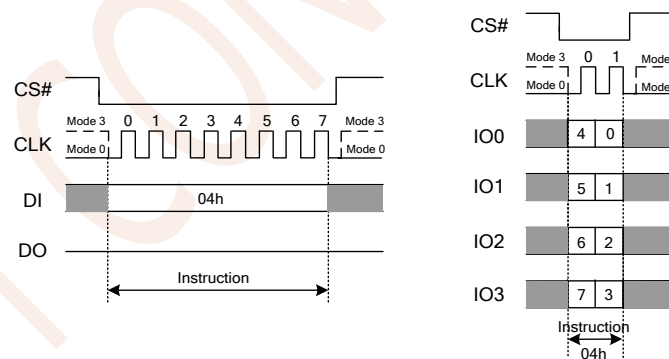 CS#
Mode 3 0 1 2 3 4 5 6 7 Mode 3
CLK
Mode 0 Mode 0
DI 04h
DO
Instruction
CS#
Mode 3 0 1 Mode
CLK
Mode 0 Mode
IO0 4 0
IO1 5 1
IO2 6 2
IO3 7 3
Instruction
04h